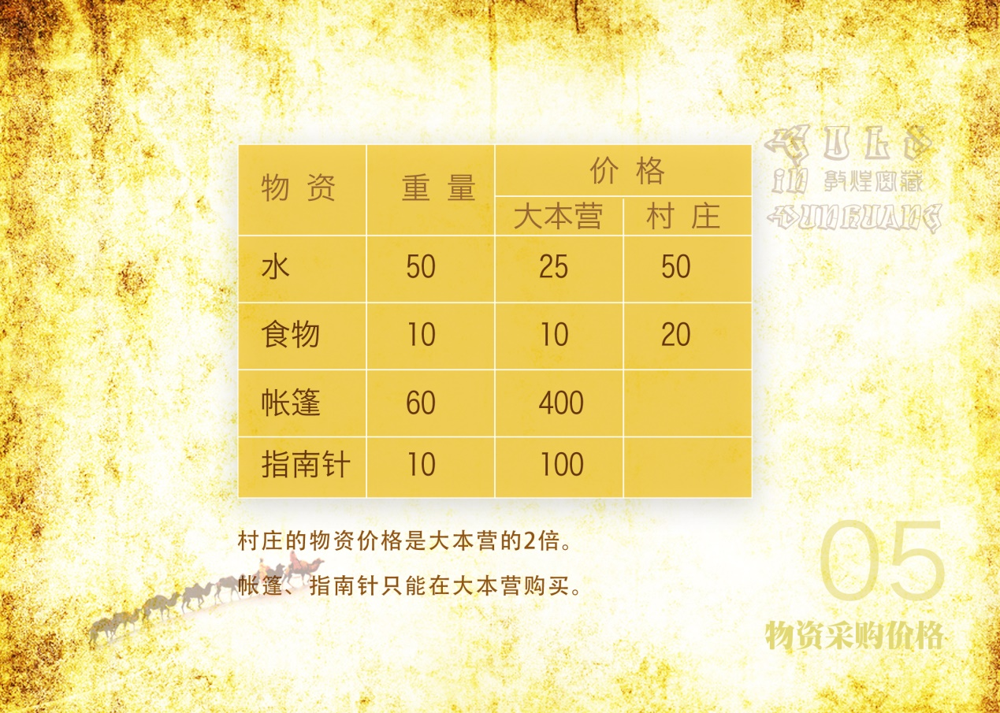 物资 重量 价格
大本营 村庄
水 50 25 50
食物 10 10 20
帐篷 60 400
指南针 10 100
村庄的物资价格是大本营的2倍。
帐篷、指南针只能在大本营购买。
RULE
in 敦煌宝藏
DUNHUANG
05
物资采购价格